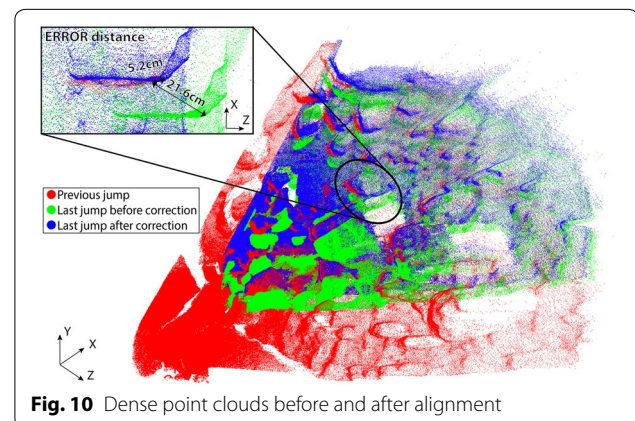 ERROR distance
5.2cm
21.6cm
X
Z
Previous jump
Last jump before correction
Last jump after correction
Y
X
Z
Fig. 10 Dense point clouds before and after alignment